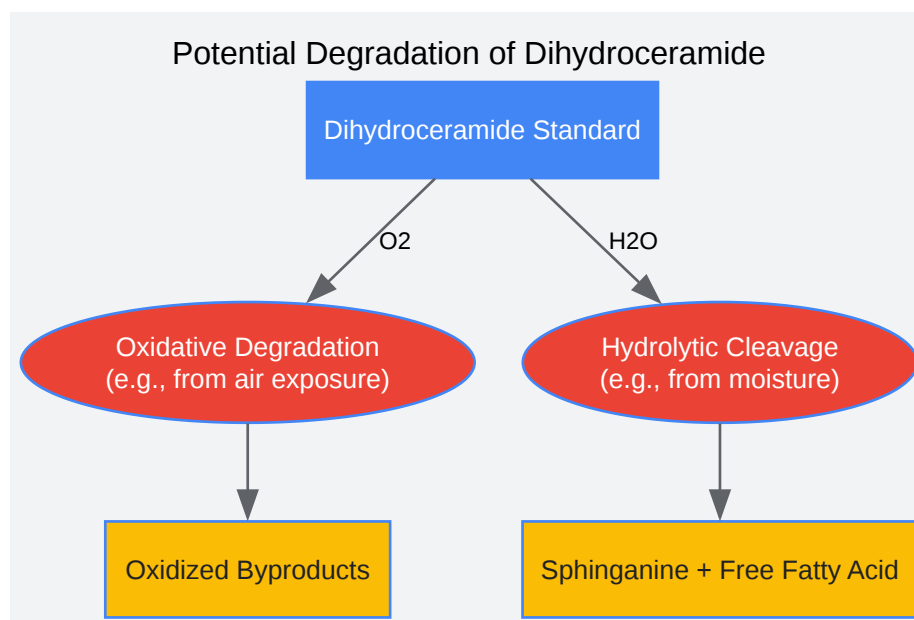 Potential Degradation of Dihydroceramide
Dihydroceramide Standard
O2
H2O
Oxidative Degradation
(e.g., from air exposure)
Hydrolytic Cleavage
(e.g., from moisture)
Oxidized Byproducts
Sphinganine + Free Fatty Acid